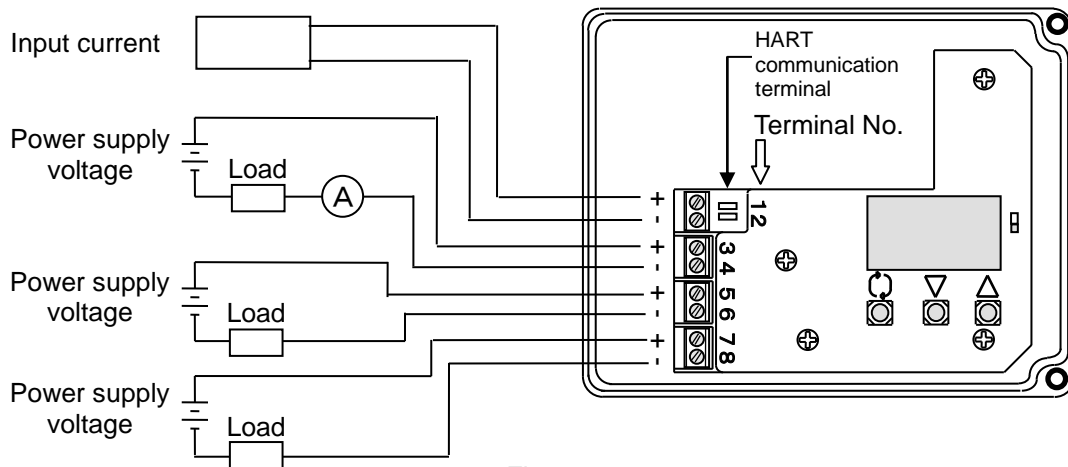 Input current
Power supply
voltage
Load
A
Power supply
voltage
Load
Power supply
voltage
Load
HART
communication
terminal
Terminal No.
+
-
+
-
+
-
+
-
1
2
3
4
5
6
7
8